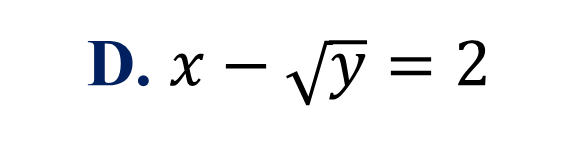 D. x − √y = 2